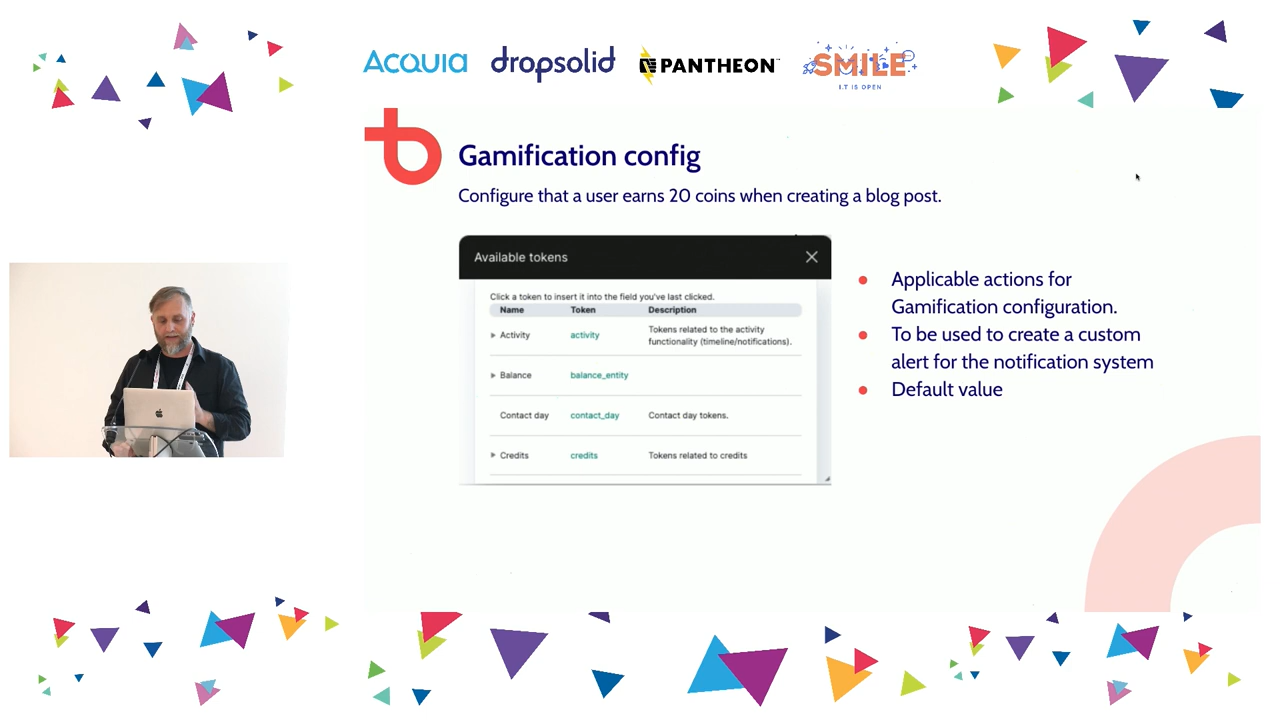 ACQUIA
dropsolid
PANTHEON
SMILE
I.T IS OPEN
Gamification config
Configure that a user earns 20 coins when creating a blog post.
Available tokens
Click a token to insert it into the field you've last clicked.
Name Token Description
Activity activity Tokens related to the activity
functionality (timeline/notifications).
Balance balance_entity
Contact day contact_day Contact day tokens.
Credits credits Tokens related to credits
Applicable actions for
Gamification configuration.
To be used to create a custom
alert for the notification system
Default value